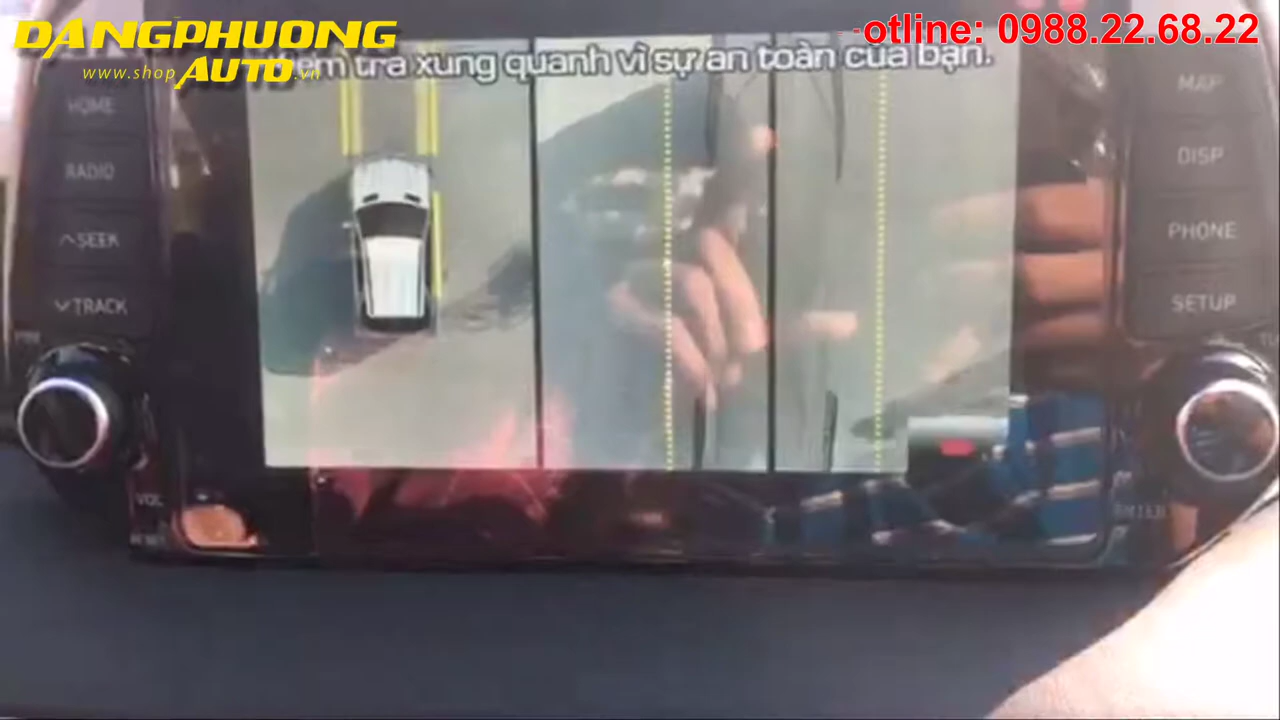 DANGPHUONG
AUTO
www.shop
.vn
otline: 0988.22.68.22
tra xung quanh vì sự an toàn của bạn.
HOME
RADIO
SEEK
TRACK
VOL
MAP
DISP
PHONE
SETUP